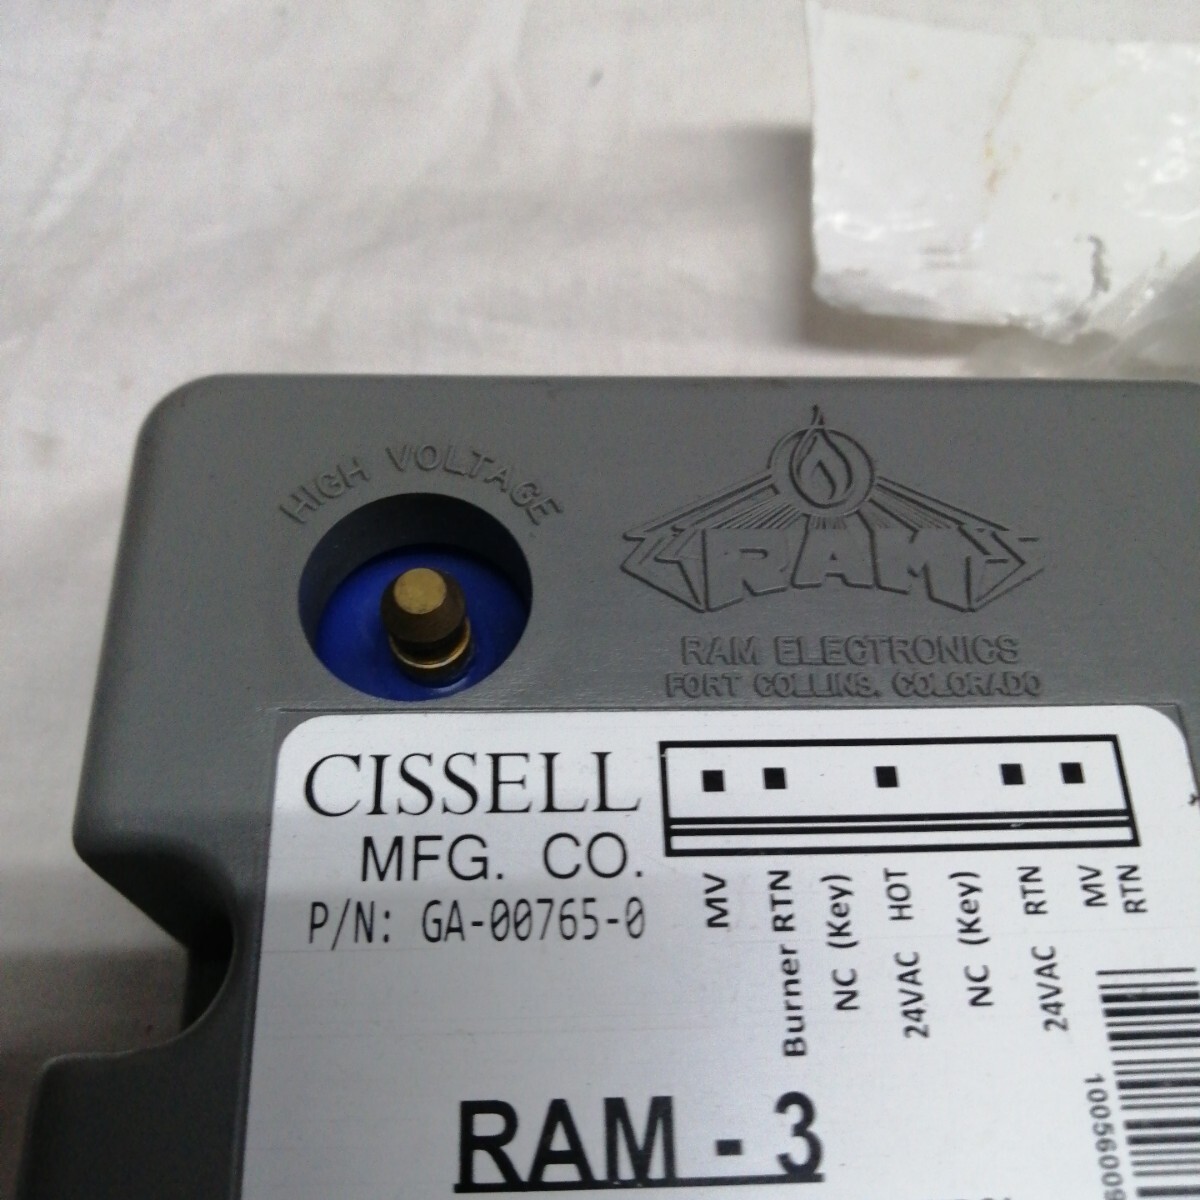 HIGH VOLTAGE
RAM
RAM ELECTRONICS
FORT COLLINS, COLORADO
CISSELL
MFG. CO.
P/N: GA-00765-0
MV
Burner RTN
NC (Key)
24VAC HOT
NC (Key)
24VAC RTN
MV RTN
RAM - 3